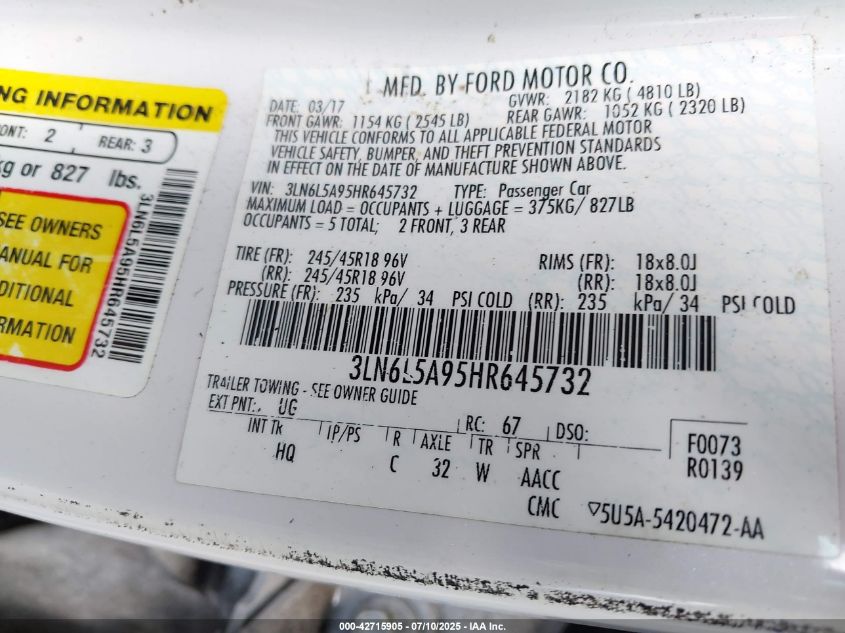 NG INFORMATION
ONT: 2 REAR: 3
kg or 827 lbs.
SEE OWNERS
ANUAL FOR
DITIONAL
RMATION
3LN6L5A95HR645732
MFD. BY FORD MOTOR CO.
DATE: 03/17 GVWR: 2182 KG ( 4810 LB)
FRONT GAWR: 1154 KG ( 2545 LB) REAR GAWR: 1052 KG ( 2320 LB)
THIS VEHICLE CONFORMS TO ALL APPLICABLE FEDERAL MOTOR
VEHICLE SAFETY, BUMPER, AND THEFT PREVENTION STANDARDS
IN EFFECT ON THE DATE OF MANUFACTURE SHOWN ABOVE.
VIN: 3LN6L5A95HR645732 TYPE: Passenger Car
MAXIMUM LOAD = OCCUPANTS + LUGGAGE = 375KG/ 827LB
OCCUPANTS = 5 TOTAL; 2 FRONT, 3 REAR
TIRE (FR): 245/45R18 96V RIMS (FR): 18x8.0J
(RR): 245/45R18 96V (RR): 18x8.0J
PRESSURE (FR): 235 kPa/ 34 PSI COLD (RR): 235 kPa/ 34 PSI COLD
3LN6L5A95HR645732
TRAILER TOWING - SEE OWNER GUIDE
EXT PNT: UG RC: 67 DSO:
INT TR IP/PS R AXLE TR SPR F0073
HQ C 32 W AACC R0139
CMC ▽5U5A-5420472-AA
000-42715905 - 07/10/2025 - IAA Inc.